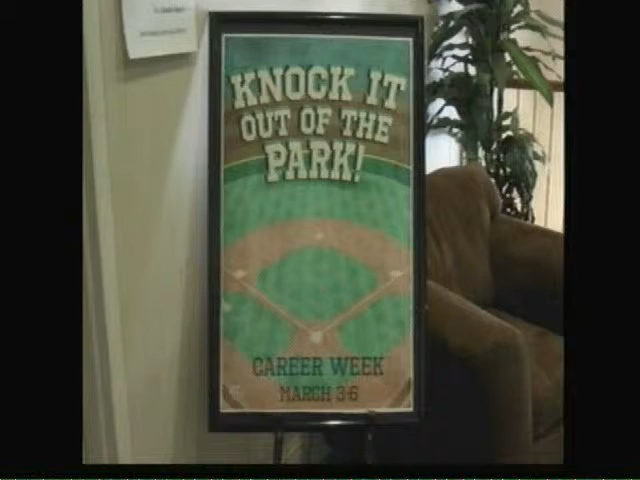 KNOCK IT
OUT OF THE
PARK!
CAREER WEEK
MARCH 3-6